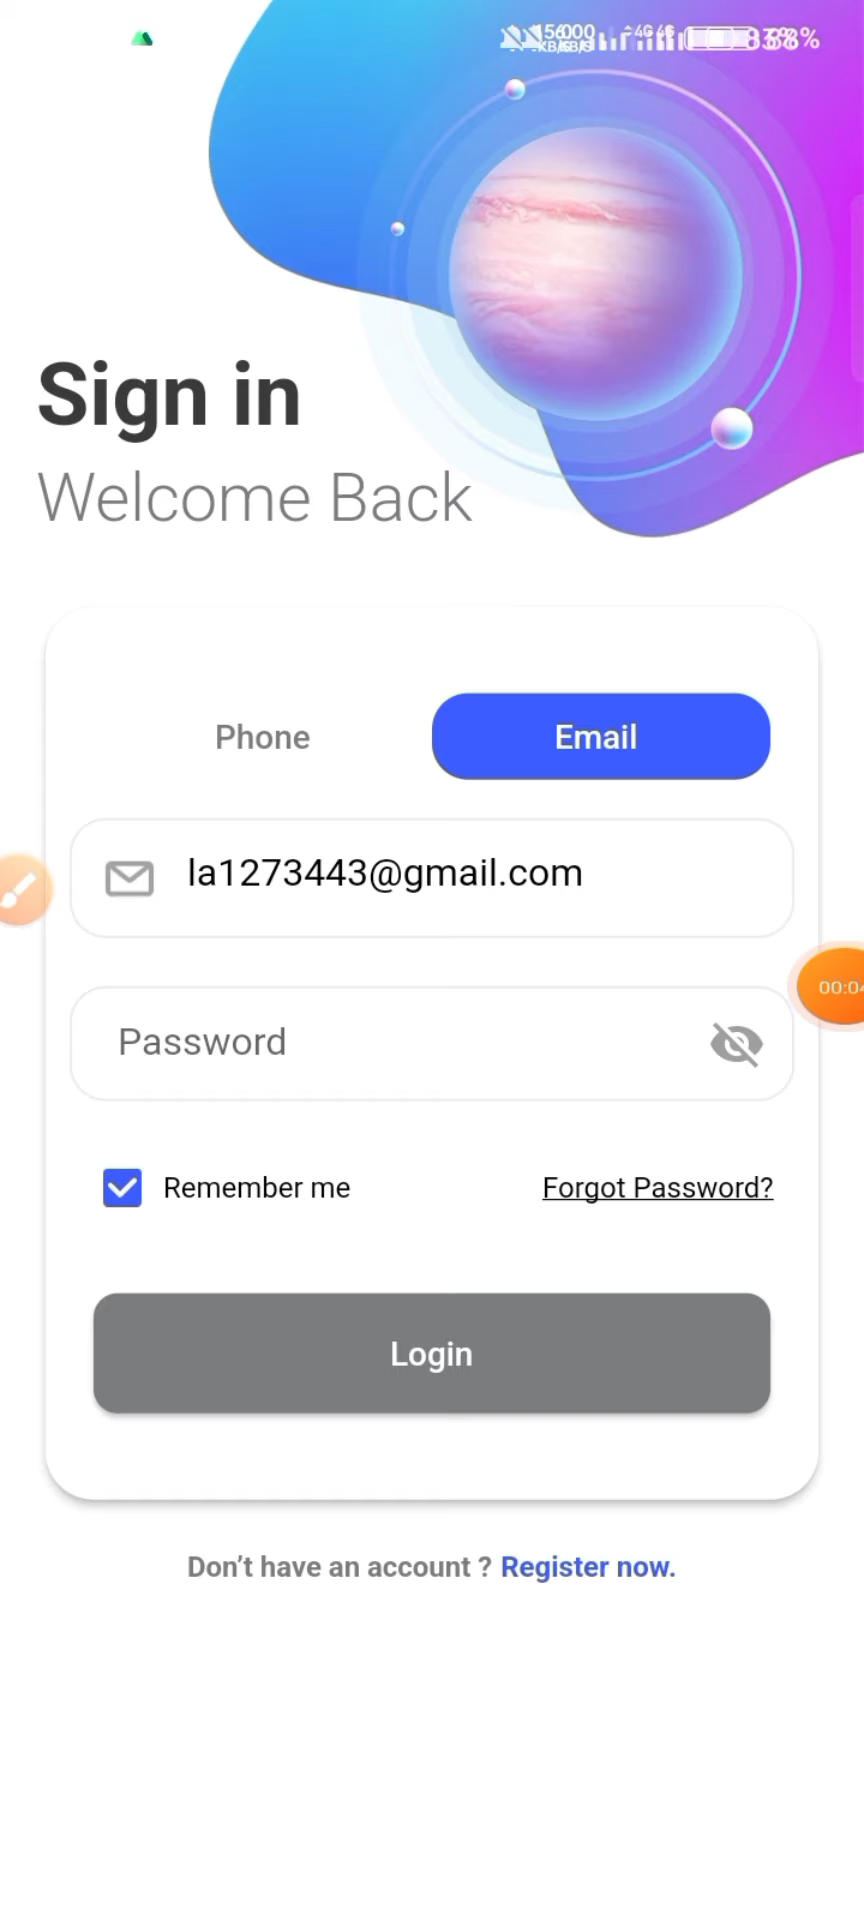 Sign in
Welcome Back
Phone
Email
la1273443@gmail.com
Password
Remember me
Forgot Password?
Login
Don’t have an account ? Register now.